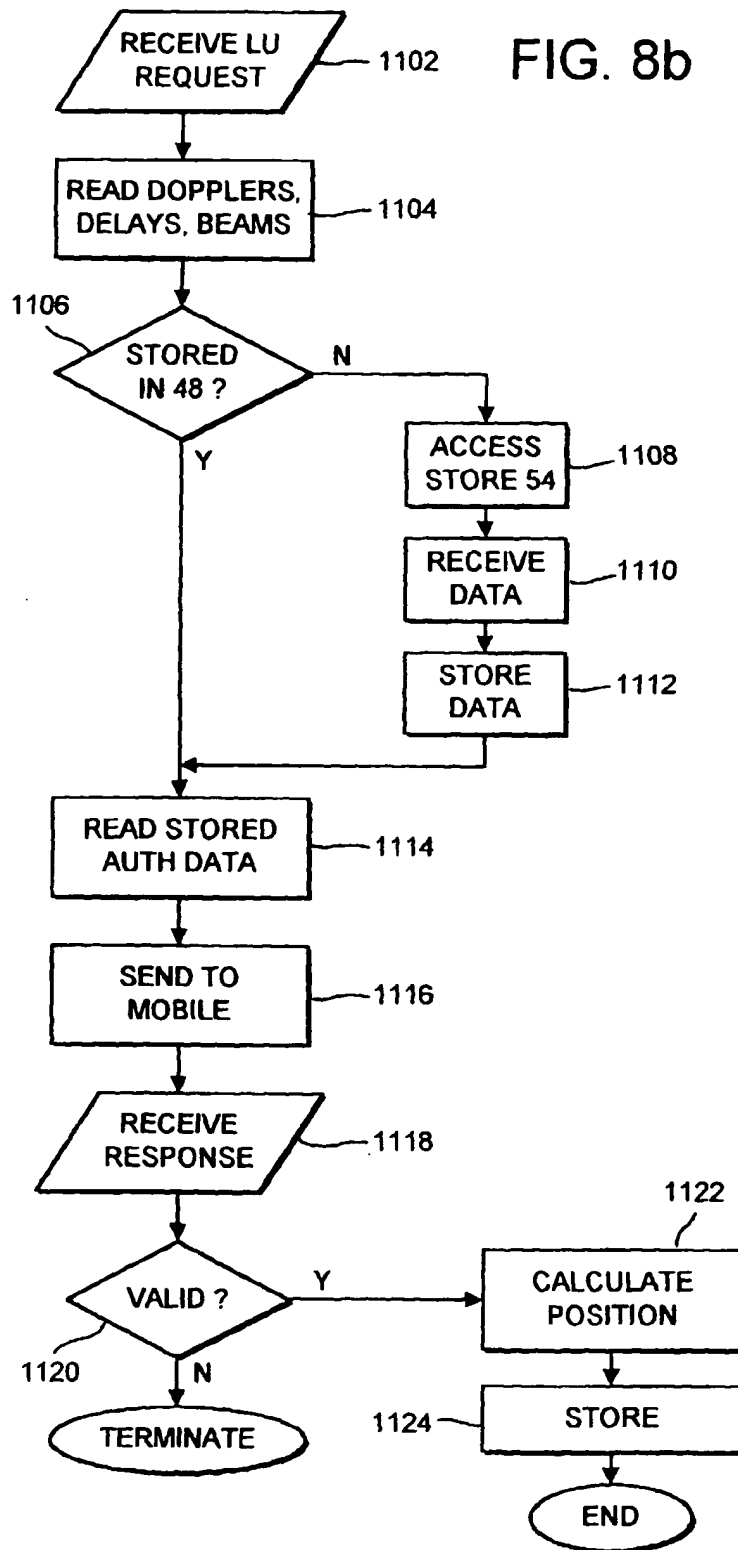 FIG. 8b
RECEIVE LU
REQUEST
1102
READ DOPPLERS,
DELAYS, BEAMS
1104
1106
STORED
IN 48 ?
N
Y
ACCESS
STORE 54
1108
RECEIVE
DATA
1110
STORE
DATA
1112
READ STORED
AUTH DATA
1114
SEND TO
MOBILE
1116
RECEIVE
RESPONSE
1118
VALID ?
1120
Y
N
TERMINATE
1122
CALCULATE
POSITION
1124
STORE
END